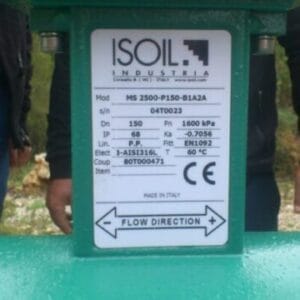 ISOIL
INDUSTRIA
Mod MS 2500-P150-B1A2A
s/n 04T0023
Dn 150 Pn 1600 kPa
IP 68 Ka -0.7056
Lin. P.P. Fitt EN1092
Elect 1-AISI316L T 60 °C
Coup 80T000471
Item
CE
MADE IN ITALY
- FLOW DIRECTION +